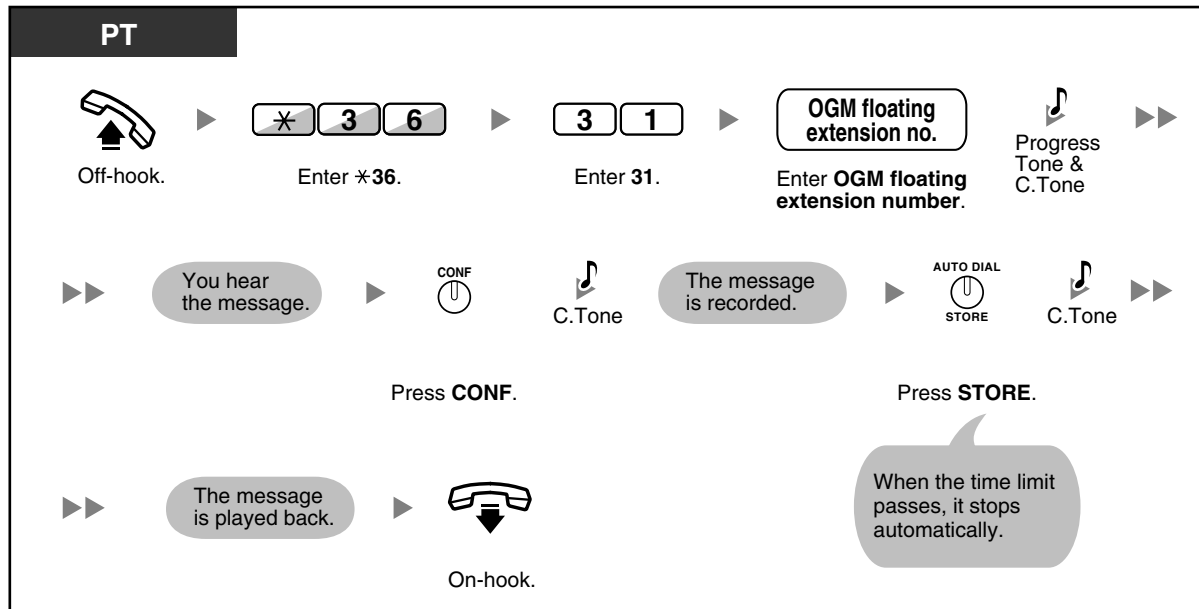 PT
✳ 3 6
3 1
OGM floating
extension no.
Progress
Tone &
C.Tone
Off-hook.
Enter ✳36.
Enter 31.
Enter OGM floating
extension number.
You hear
the message.
CONF
C.Tone
The message
is recorded.
AUTO DIAL
STORE
C.Tone
Press CONF.
Press STORE.
When the time limit
passes, it stops
automatically.
The message
is played back.
On-hook.